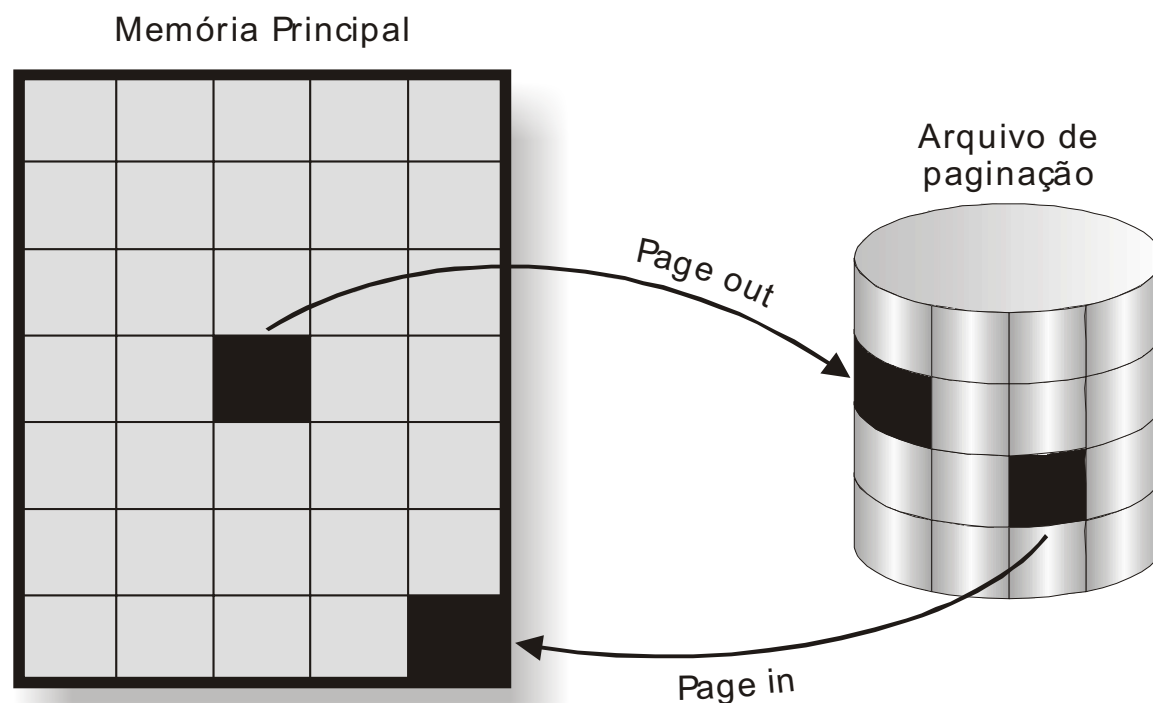 Memória Principal
Arquivo de
paginação
Page out
Page in